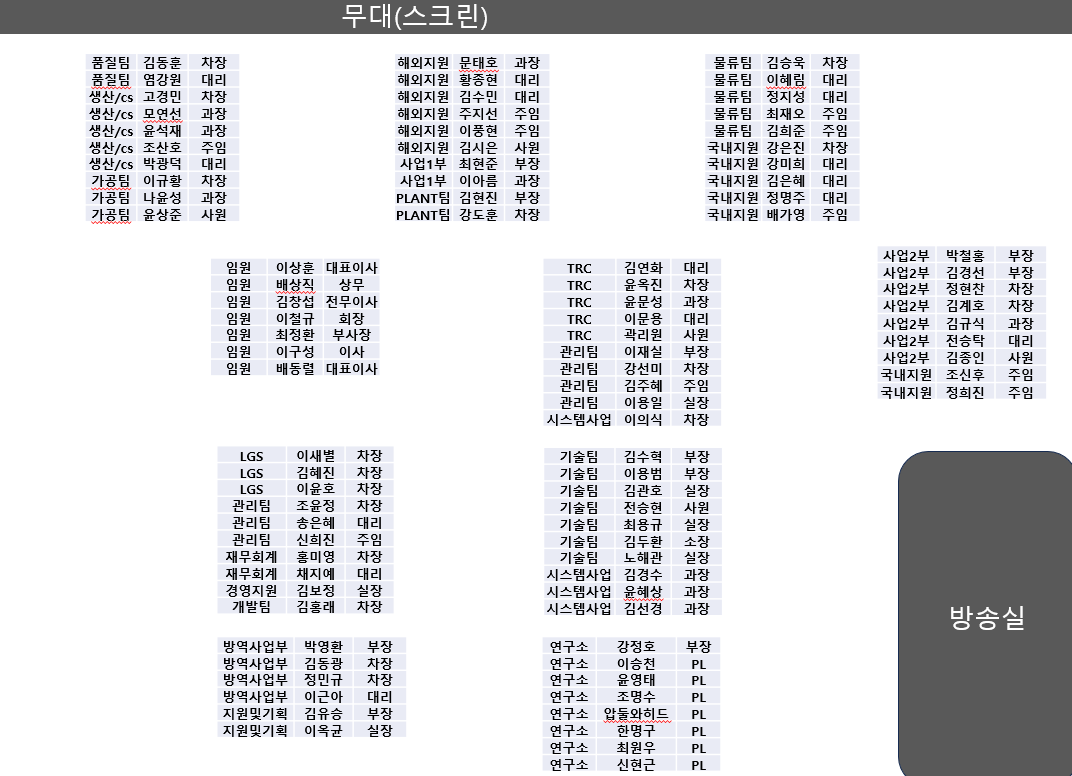 무대(스크린)
품질팀 김동훈 차장
품질팀 염강원 대리
생산/cs 고경민 차장
생산/cs 모연선 과장
생산/cs 윤석재 과장
생산/cs 조산호 주임
생산/cs 박광덕 대리
가공팀 이규황 차장
가공팀 나윤성 과장
가공팀 윤상준 사원
해외지원 문태호 과장
해외지원 황종현 대리
해외지원 김수민 대리
해외지원 주지선 주임
해외지원 이풍현 주임
해외지원 김시은 사원
사업1부 최현준 부장
사업1부 이아름 과장
PLANT팀 김현진 부장
PLANT팀 강도훈 차장
물류팀 김승욱 차장
물류팀 이혜림 대리
물류팀 정지성 대리
물류팀 최재오 주임
물류팀 김희준 주임
국내지원 강은진 차장
국내지원 강미희 대리
국내지원 김은혜 대리
국내지원 정명주 대리
국내지원 배가영 주임
임원 이상훈 대표이사
임원 배상직 상무
임원 김창섭 전무이사
임원 이철규 회장
임원 최정환 부사장
임원 이구성 이사
임원 배동렬 대표이사
TRC 김연화 대리
TRC 윤옥진 차장
TRC 윤문성 과장
TRC 이문용 대리
TRC 곽리원 사원
관리팀 이재실 부장
관리팀 강선미 차장
관리팀 김주혜 주임
관리팀 이용일 실장
시스템사업 이의식 차장
사업2부 박철홍 부장
사업2부 김경선 부장
사업2부 정현찬 차장
사업2부 김계호 차장
사업2부 김규식 과장
사업2부 전승탁 대리
사업2부 김종인 사원
국내지원 조신후 주임
국내지원 정희진 주임
LGS 이새별 차장
LGS 김혜진 차장
LGS 이윤호 차장
관리팀 조윤정 차장
관리팀 송은혜 대리
관리팀 신희진 주임
재무회계 홍미영 차장
재무회계 채지예 대리
경영지원 김보정 실장
개발팀 김홍래 차장
기술팀 김수혁 부장
기술팀 이용범 부장
기술팀 김관호 실장
기술팀 전승현 사원
기술팀 최용규 실장
기술팀 김두환 소장
기술팀 노해관 실장
시스템사업 김경수 과장
시스템사업 윤혜상 과장
시스템사업 김선경 과장
방송실
방역사업부 박영환 부장
방역사업부 김동광 차장
방역사업부 정민규 차장
방역사업부 이근아 대리
지원및기획 김유승 부장
지원및기획 이옥균 실장
연구소 강정호 부장
연구소 이승천 PL
연구소 윤영태 PL
연구소 조명수 PL
연구소 압둘와히드 PL
연구소 한명구 PL
연구소 최원우 PL
연구소 신현근 PL